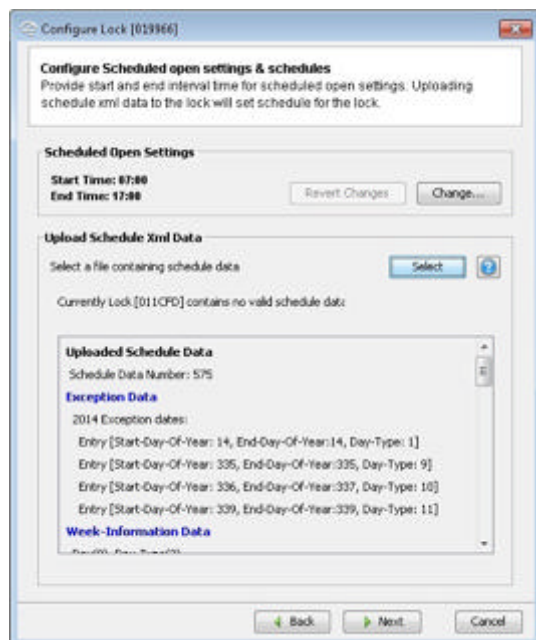 Configure Lock [019966]
Configure Scheduled open settings & schedules
Provide start and end interval time for scheduled open settings. Uploading
schedule xml data to the lock will set schedule for the lock.
Scheduled Open Settings
Start Time: 07:00
End Time: 17:00
Revert Changes
Change...
Upload Schedule Xml Data
Select a file containing schedule data
Select
?
Currently Lock [011CFD] contains no valid schedule data
Uploaded Schedule Data
Schedule Data Number: 575
Exception Data
2014 Exception dates:
Entry [Start-Day-Of-Year: 14, End-Day-Of-Year:14, Day-Type: 1]
Entry [Start-Day-Of-Year: 335, End-Day-Of-Year:335, Day-Type: 9]
Entry [Start-Day-Of-Year: 336, End-Day-Of-Year:337, Day-Type: 10]
Entry [Start-Day-Of-Year: 339, End-Day-Of-Year:339, Day-Type: 11]
Week-Information Data
Back
Next
Cancel